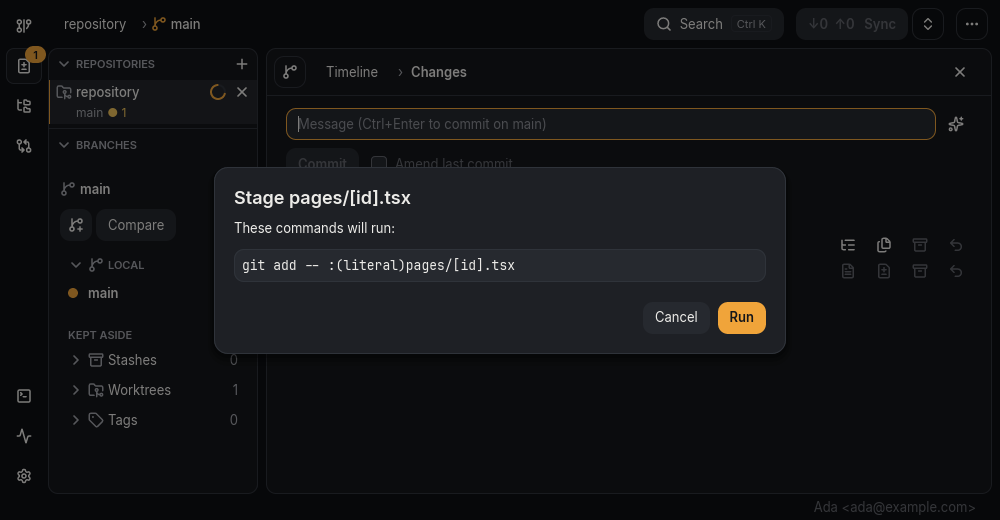 repository
main
Search
Ctrl K
↓0 ↑0 Sync
1
REPOSITORIES
repository
main 1
BRANCHES
main
Compare
LOCAL
main
KEPT ASIDE
Stashes 0
Worktrees 1
Tags 0
Timeline
Changes
Message (Ctrl+Enter to commit on main)
Commit
Amend last commit
Stage pages/[id].tsx
These commands will run:
git add -- :(literal)pages/[id].tsx
Cancel
Run
Ada <ada@example.com>